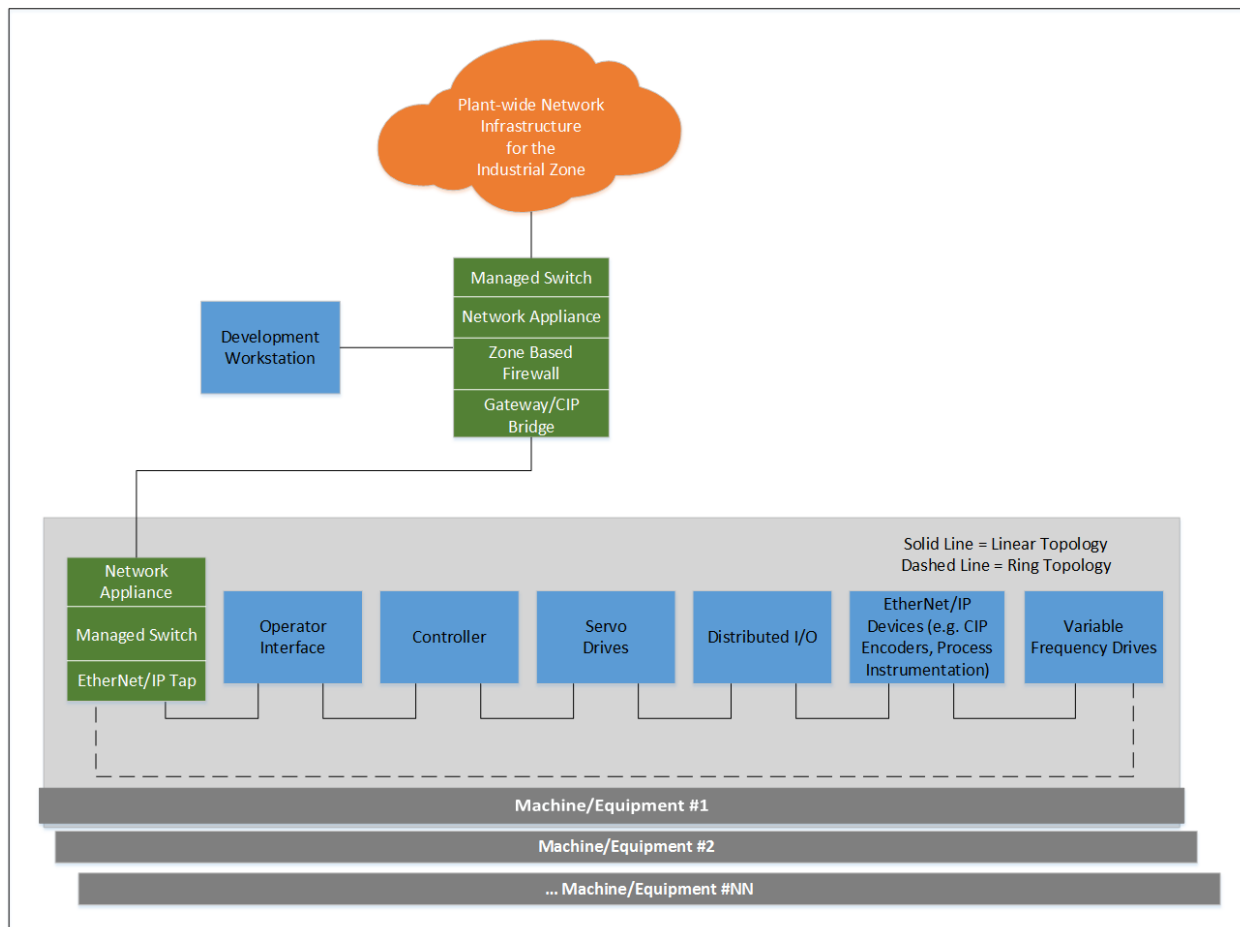 Plant-wide Network
Infrastructure
for the
Industrial Zone
Managed Switch
Network Appliance
Zone Based
Firewall
Gateway/CIP
Bridge
Development
Workstation
Solid Line = Linear Topology
Dashed Line = Ring Topology
Network
Appliance
Managed Switch
EtherNet/IP Tap
Operator
Interface
Controller
Servo
Drives
Distributed I/O
EtherNet/IP
Devices (e.g. CIP
Encoders, Process
Instrumentation)
Variable
Frequency Drives
Machine/Equipment #1
Machine/Equipment #2
... Machine/Equipment #NN